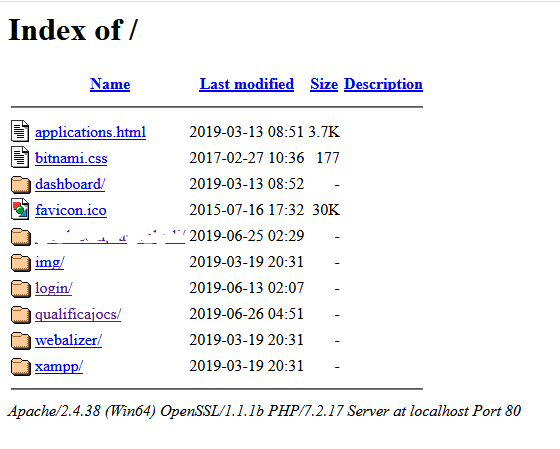 Index of /
Name Last modified Size Description
applications.html 2019-03-13 08:51 3.7K
bitnami.css 2017-02-27 10:36 177
dashboard/ 2019-03-13 08:52 -
favicon.ico 2015-07-16 17:32 30K
2019-06-25 02:29 -
img/ 2019-03-19 20:31 -
login/ 2019-06-13 02:07 -
qualificajocs/ 2019-06-26 04:51 -
webalizer/ 2019-03-19 20:31 -
xampp/ 2019-03-19 20:31 -
Apache/2.4.38 (Win64) OpenSSL/1.1.1b PHP/7.2.17 Server at localhost Port 80